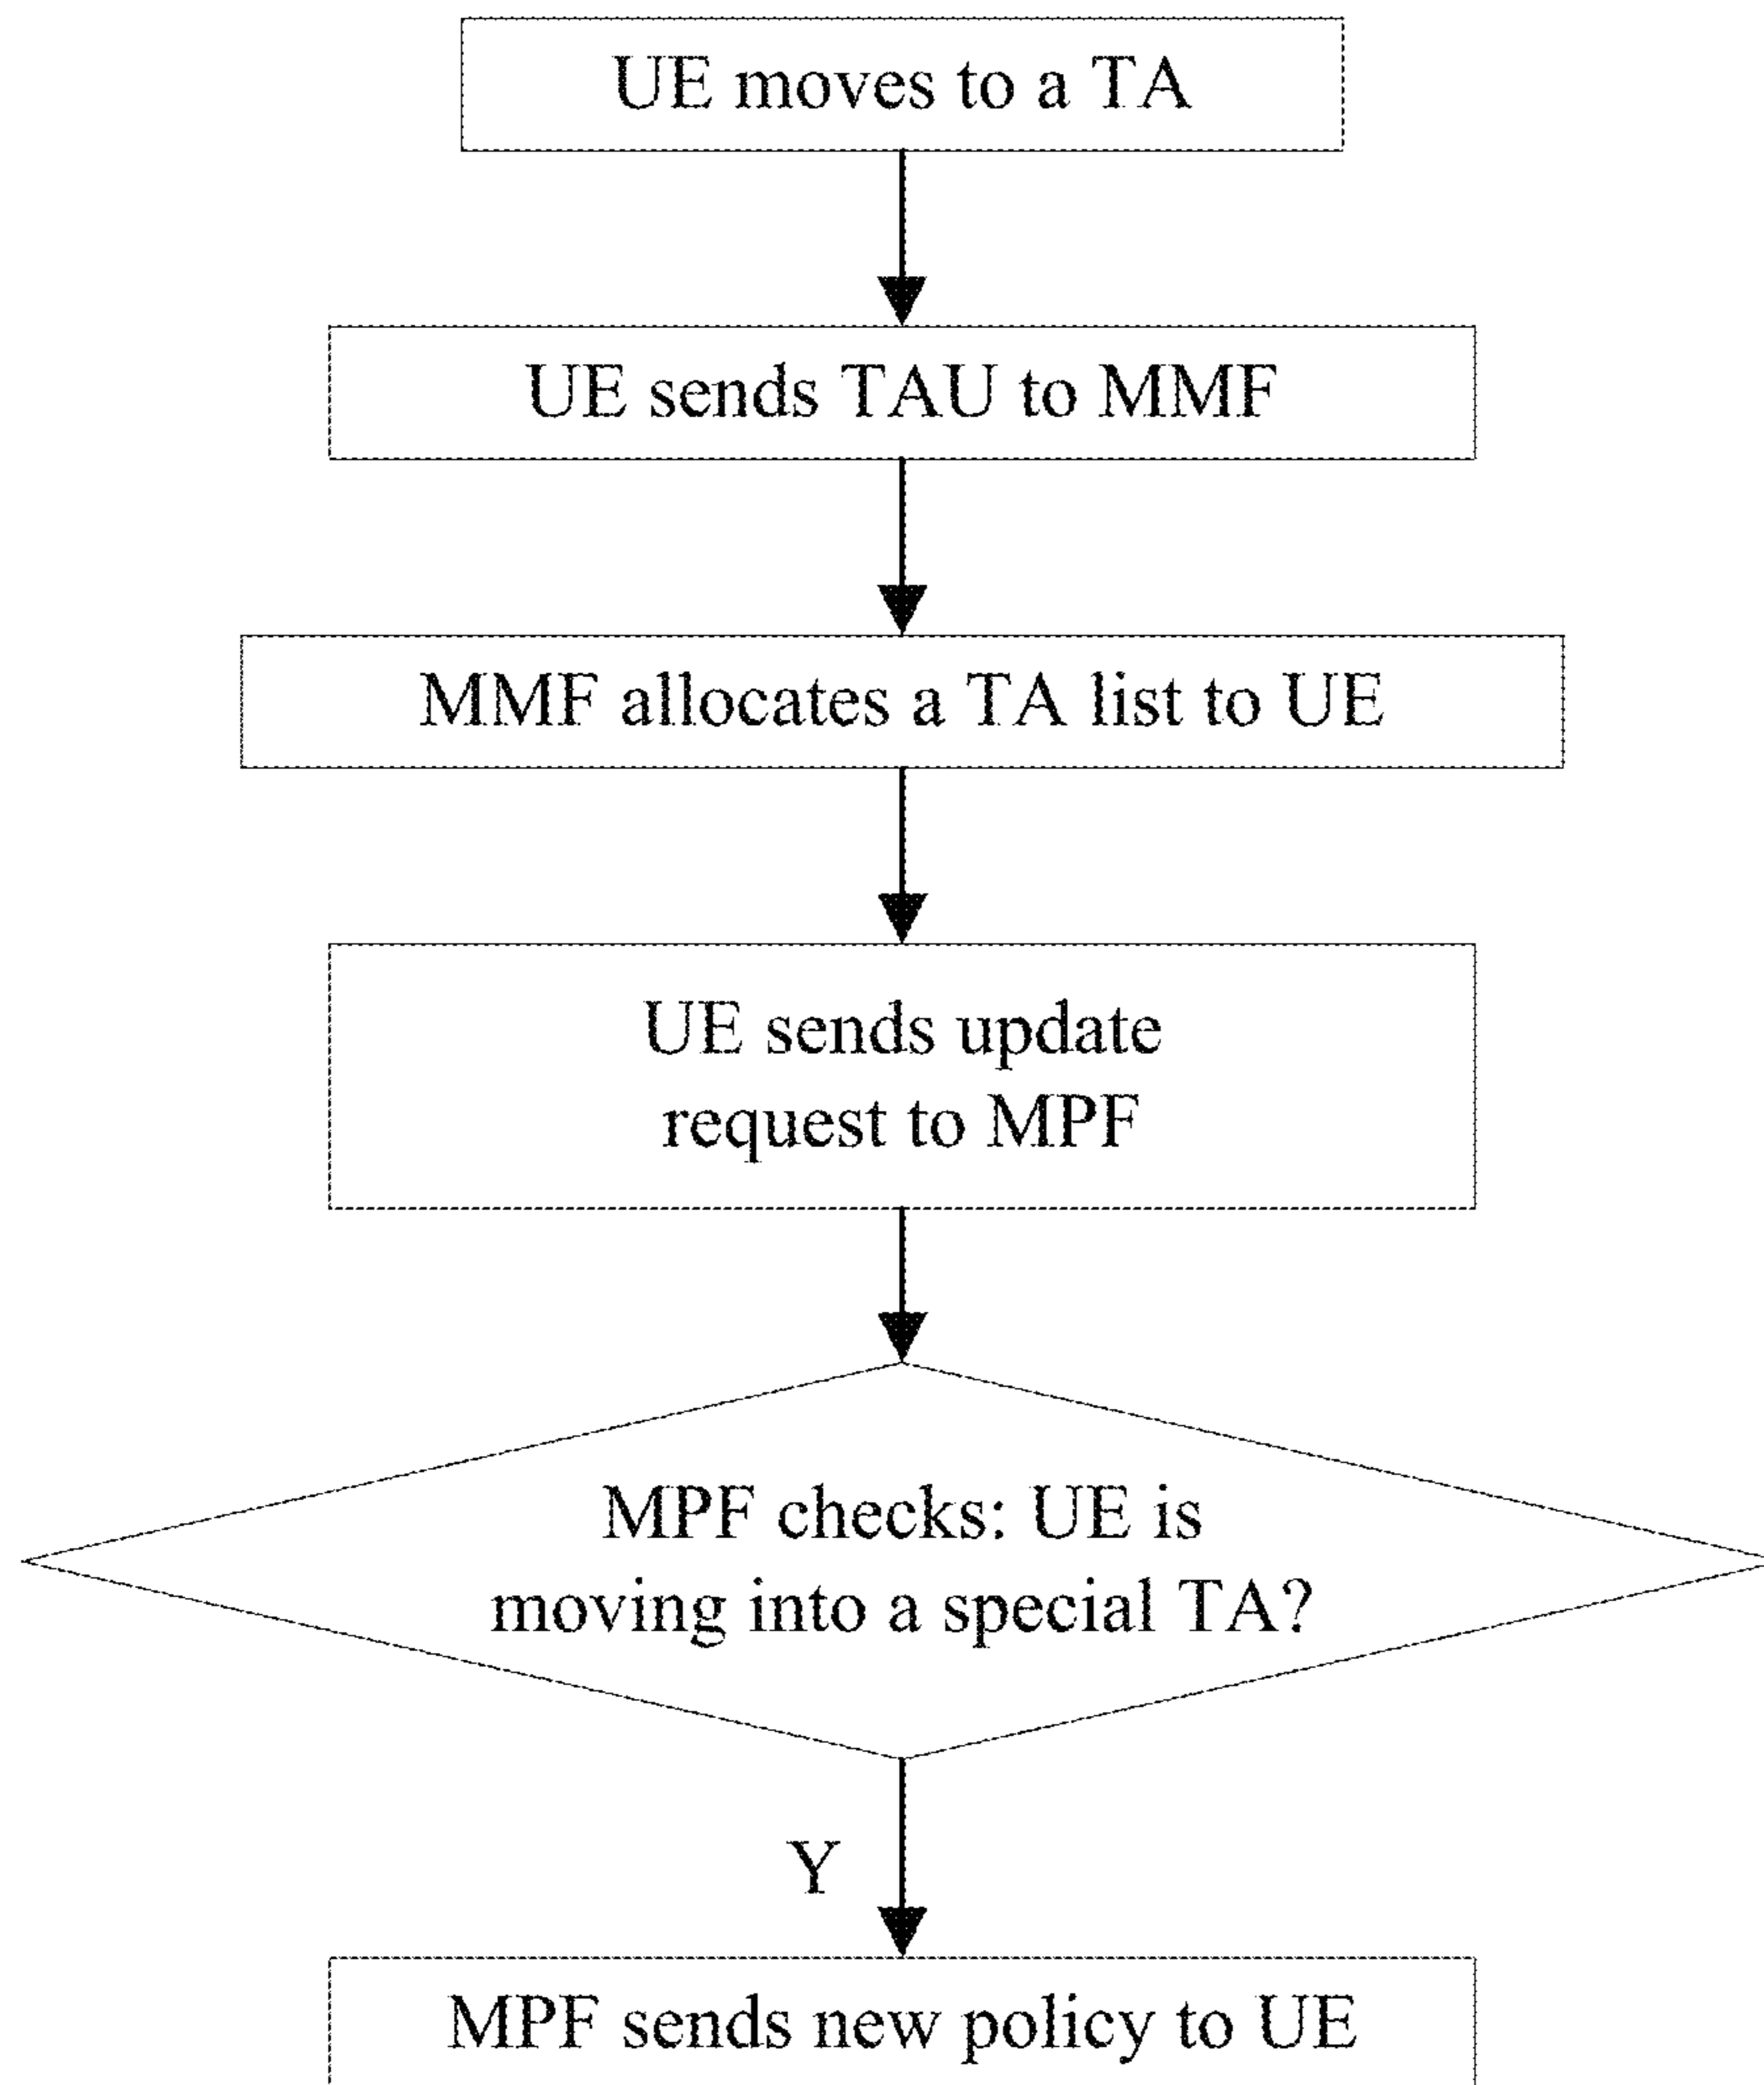 UE moves to a TA
UE sends TAU to MMF
MMF allocates a TA list to UE
UE sends update
request to MPF
MPF checks: UE is
moving into a special TA?
Y
MPF sends new policy to UE